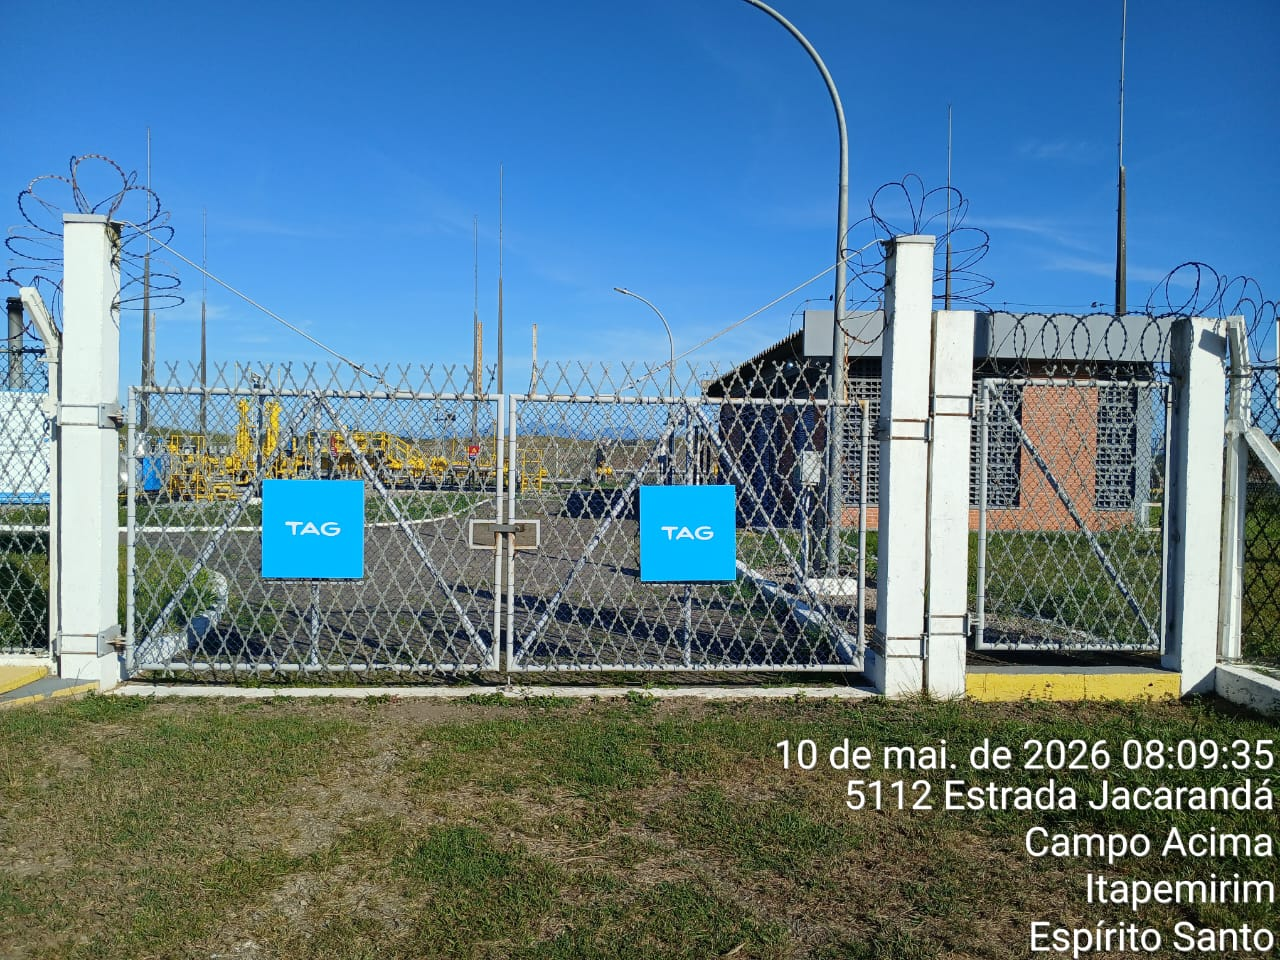 TAG
TAG
10 de mai. de 2026 08:09:35
5112 Estrada Jacarandá
Campo Acima
Itapemirim
Espírito Santo